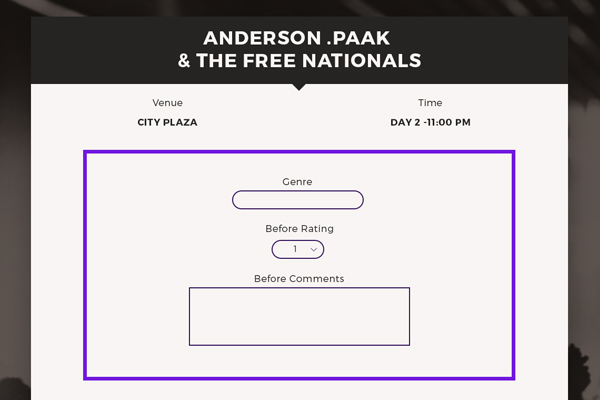 ANDERSON .PAAK
& THE FREE NATIONALS
Venue
Time
CITY PLAZA
DAY 2 -11:00 PM
Genre
Before Rating
1
Before Comments